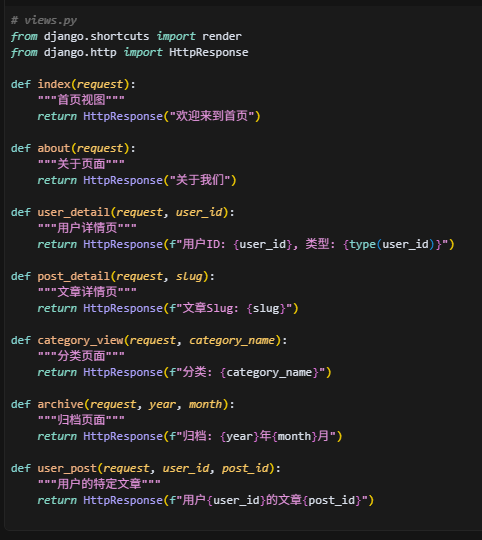 # views.py
from django.shortcuts import render
from django.http import HttpResponse

def index(request):
    """首页视图"""
    return HttpResponse("欢迎来到首页")

def about(request):
    """关于页面"""
    return HttpResponse("关于我们")

def user_detail(request, user_id):
    """用户详情页"""
    return HttpResponse(f"用户ID: {user_id}, 类型: {type(user_id)}")

def post_detail(request, slug):
    """文章详情页"""
    return HttpResponse(f"文章Slug: {slug}")

def category_view(request, category_name):
    """分类页面"""
    return HttpResponse(f"分类: {category_name}")

def archive(request, year, month):
    """归档页面"""
    return HttpResponse(f"归档: {year}年{month}月")

def user_post(request, user_id, post_id):
    """用户的特定文章"""
    return HttpResponse(f"用户{user_id}的文章{post_id}")